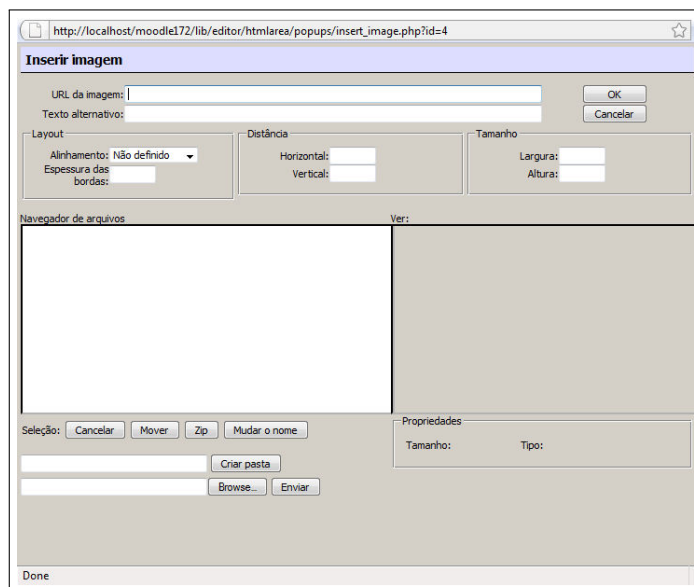 http://localhost/moodle172/lib/editor/htmlarea/popups/insert_image.php?id=4
Inserir imagem
URL da imagem: OK
Texto alternativo: Cancelar
Layout Distância Tamanho
Alinhamento: Não definido Horizontal: Largura:
Espessura das bordas: Vertical: Altura:
Navegador de arquivos Ver:
Seleção: Cancelar Mover Zip Mudar o nome
Propriedades
Tamanho: Tipo:
Criar pasta
Browse... Enviar
Done